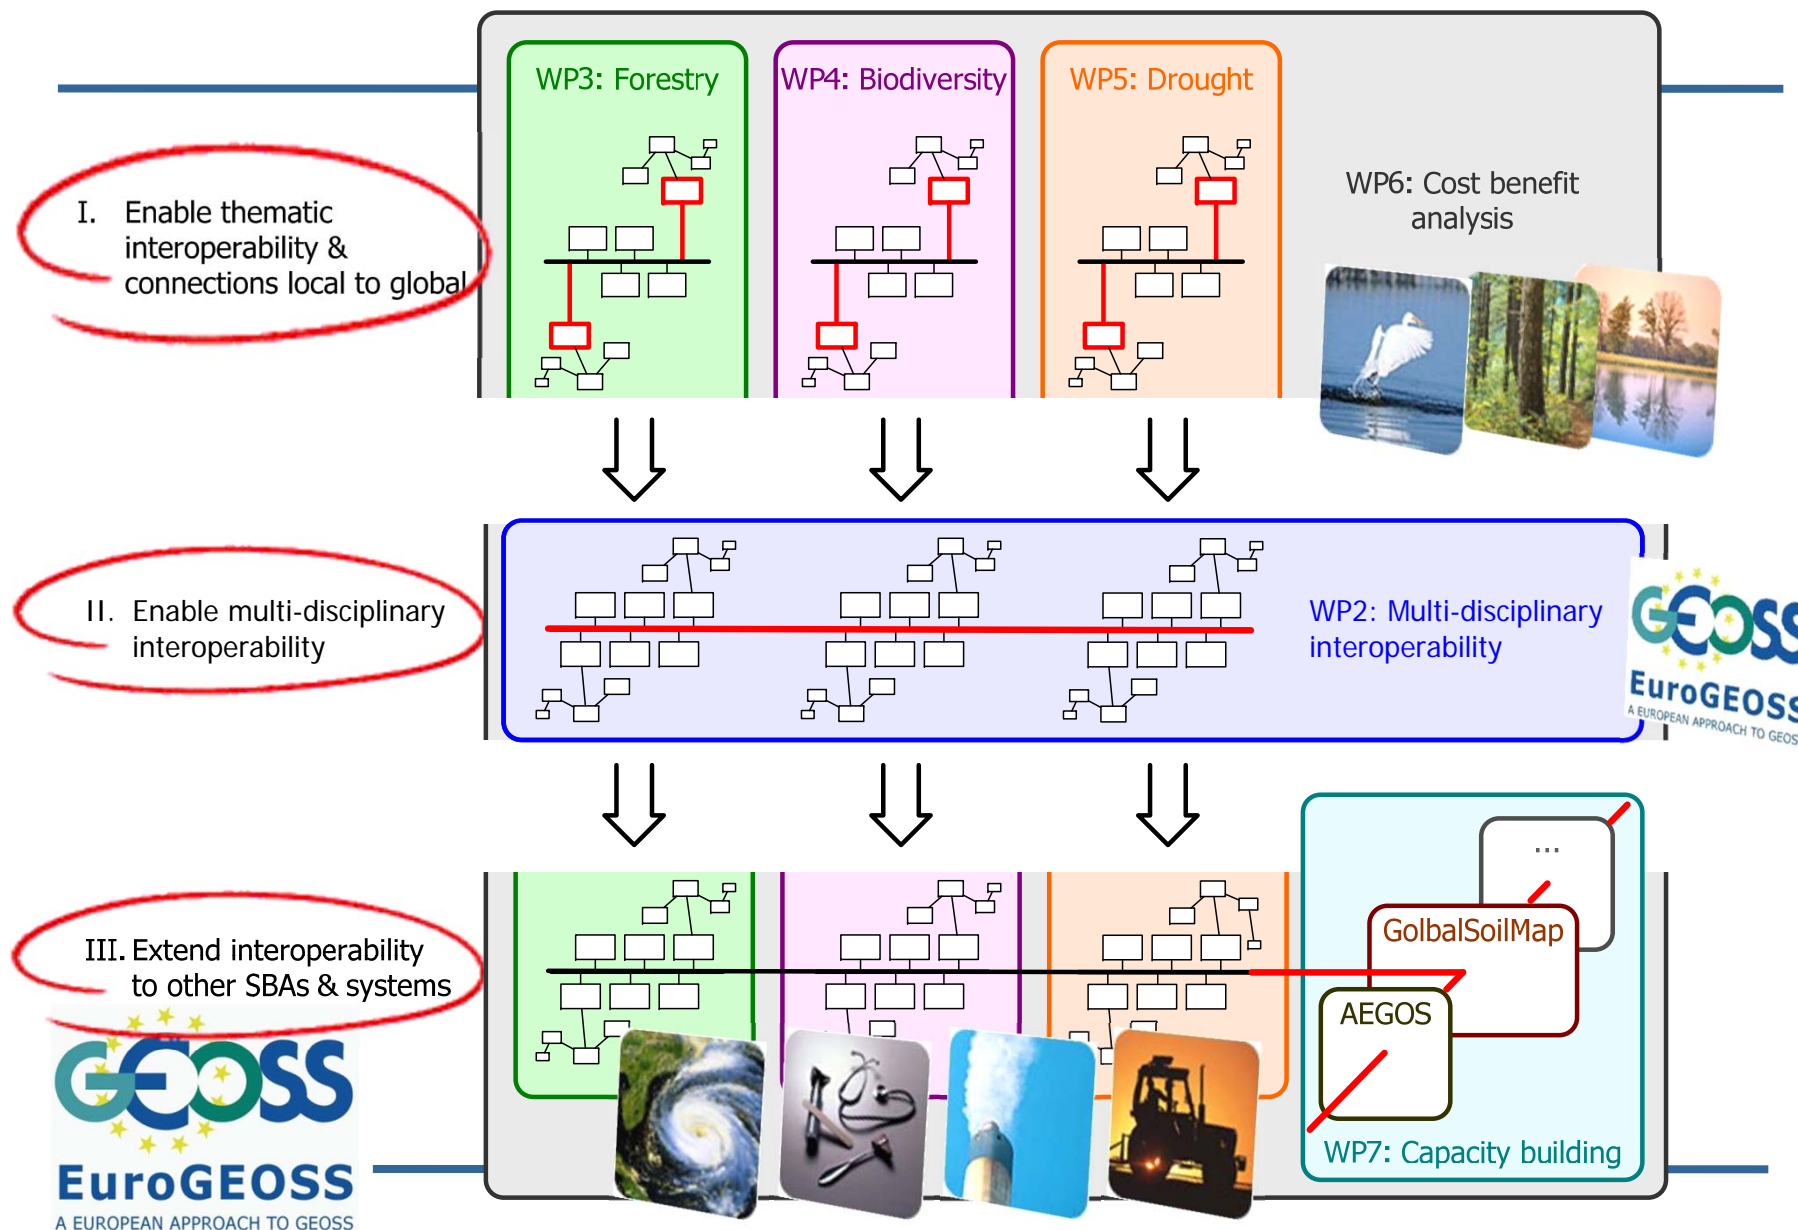 WP3: Forestry
WP4: Biodiversity
WP5: Drought
WP6: Cost benefit
analysis
I. Enable thematic
interoperability &
connections local to global
II. Enable multi-disciplinary
interoperability
WP2: Multi-disciplinary
interoperability
GEOSS
EuroGEOSS
A EUROPEAN APPROACH TO GEOS
III. Extend interoperability
to other SBAs & systems
...
GolbalSoilMap
AEGOS
WP7: Capacity building
GEOSS
EuroGEOSS
A EUROPEAN APPROACH TO GEOSS